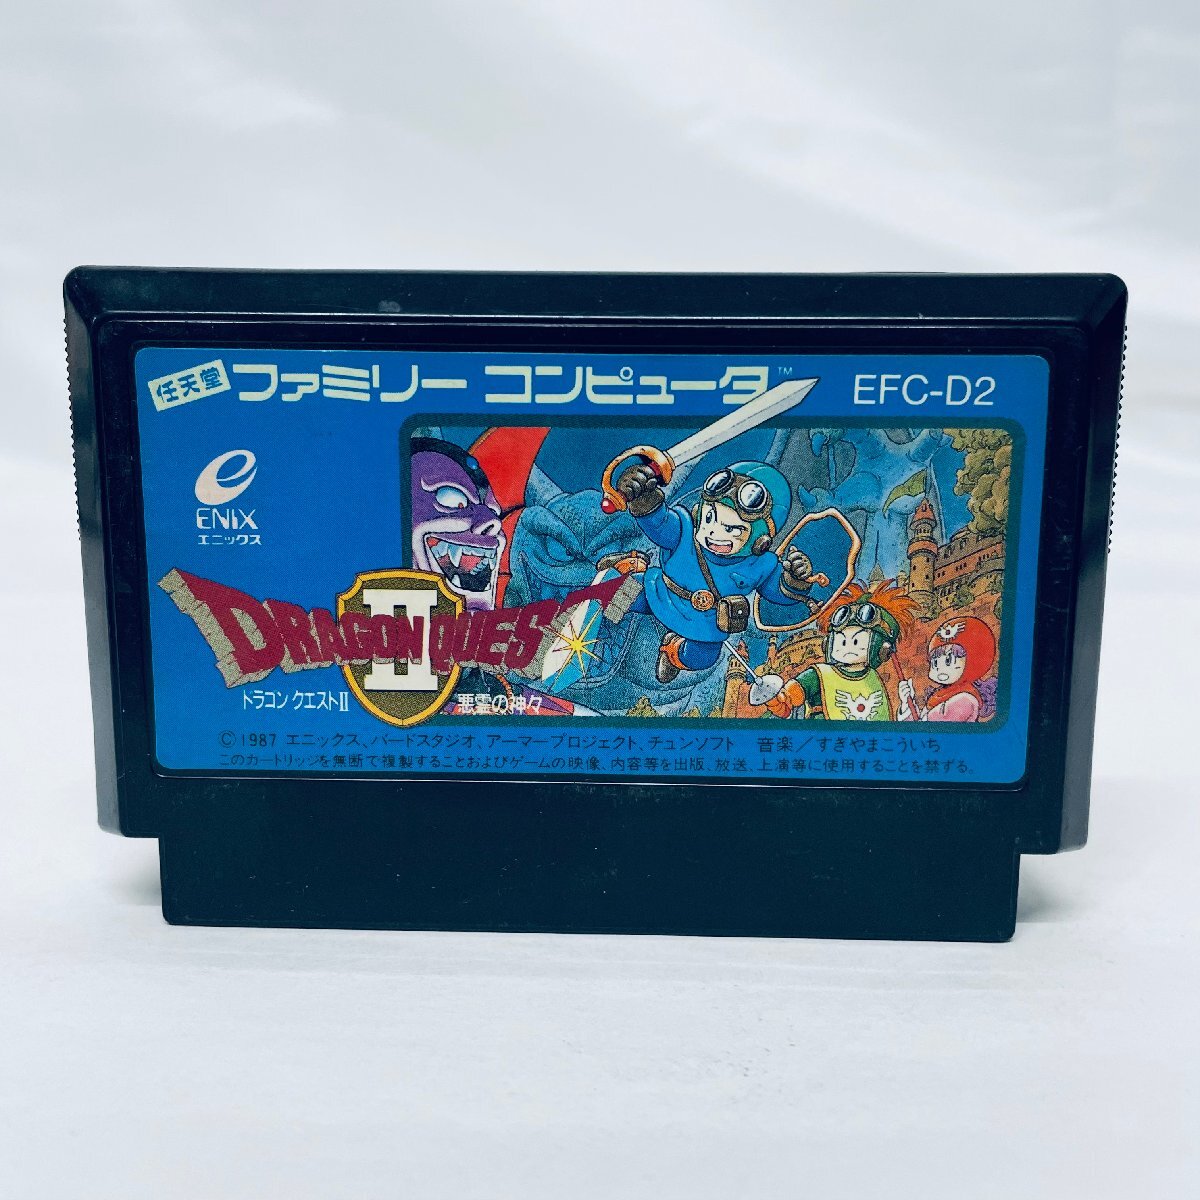 任天堂 ファミリー コンピュータ™ EFC-D2
ENIX
エニックス
DRAGON QUEST
II
ドラゴン クエストII 悪霊の神々
© 1987 エニックス、バードスタジオ、アーマープロジェクト、チュンソフト 音楽／すぎやまこういち
このカートリッジを無断で複製することおよびゲームの映像、内容等を出版、放送、上演等に使用することを禁ずる。